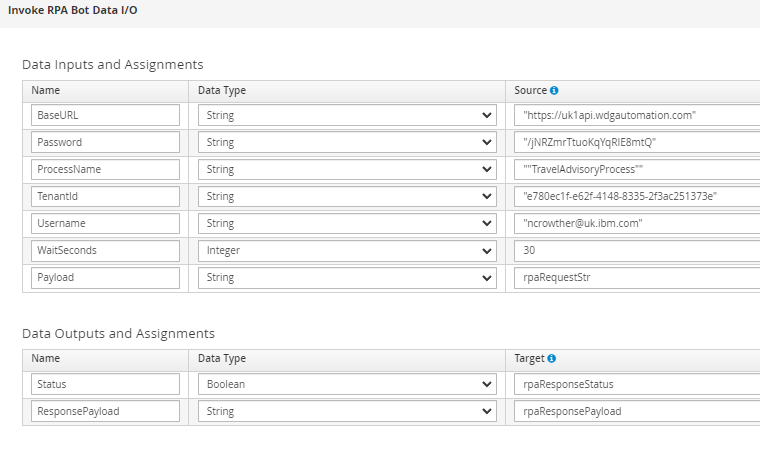 Invoke RPA Bot Data I/O
Data Inputs and Assignments
Name Data Type Source
BaseURL String "https://uk1api.wdgautomation.com"
Password String "/jNRZmrTtuoKqYqRIE8mtQ"
ProcessName String ""TravelAdvisoryProcess""
TenantId String "e780ec1f-e62f-4148-8335-2f3ac251373e"
Username String "ncrowther@uk.ibm.com"
WaitSeconds Integer 30
Payload String rpaRequestStr
Data Outputs and Assignments
Name Data Type Target
Status Boolean rpaResponseStatus
ResponsePayload String rpaResponsePayload